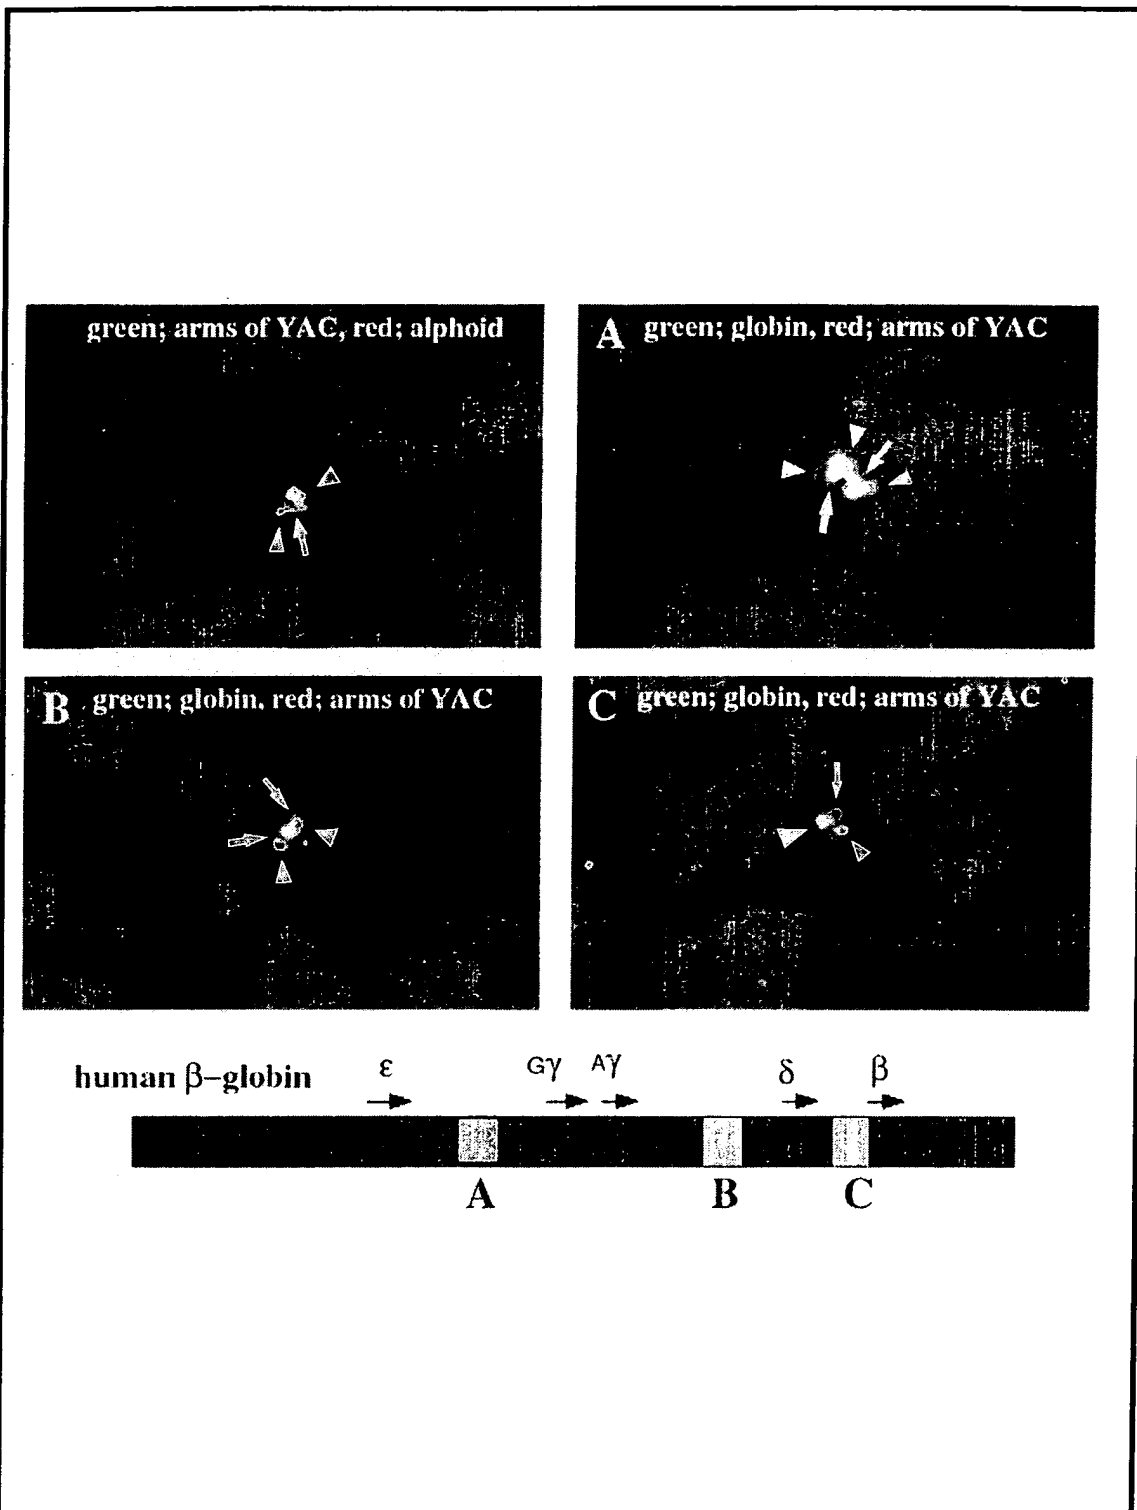 green; arms of YAC, red; alphoid
A green; globin, red; arms of YAC
B green; globin, red; arms of YAC
C green; globin, red; arms of YAC
human β-globin ε Gγ Aγ δ β
A B C